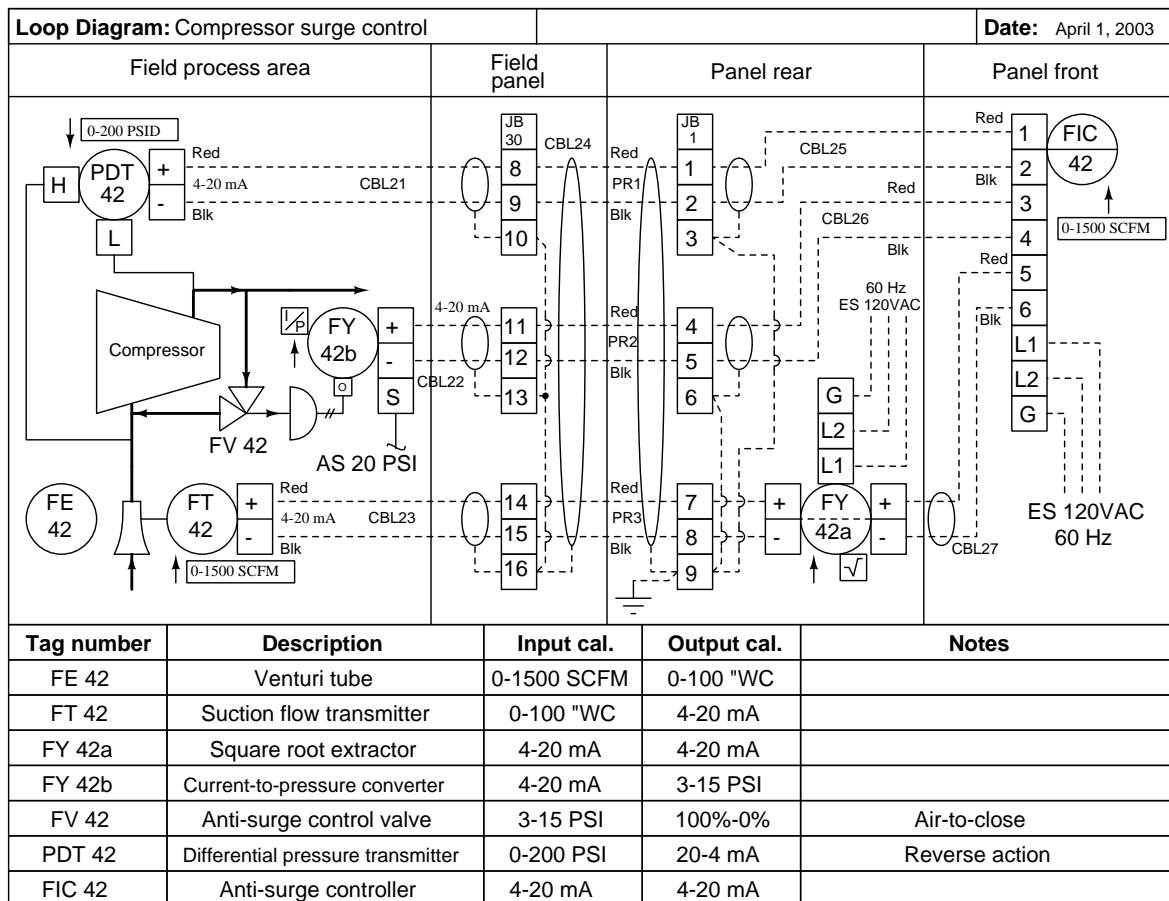 Loop Diagram: Compressor surge control
Date: April 1, 2003
Field process area
Field panel
Panel rear
Panel front
0-200 PSID
H
PDT 42
+
-
L
Red
4-20 mA
Blk
CBL21
JB 30
8
9
10
CBL24
Red
PR1
Blk
JB 1
1
2
3
CBL25
Red
Blk
Red
CBL26
Blk
Red
Blk
1
2
3
4
5
6
L1
L2
G
FIC 42
0-1500 SCFM
Compressor
I/P
FY 42b
O
+
-
S
4-20 mA
CBL22
AS 20 PSI
FV 42
11
12
13
Red
PR2
Blk
4
5
6
60 Hz
ES 120VAC
G
L2
L1
FE 42
FT 42
+
-
Red
4-20 mA
Blk
CBL23
0-1500 SCFM
14
15
16
Red
PR3
Blk
7
8
9
+
-
FY 42a
+
-
√
CBL27
ES 120VAC
60 Hz
Tag number Description Input cal. Output cal. Notes
FE 42 Venturi tube 0-1500 SCFM 0-100 "WC
FT 42 Suction flow transmitter 0-100 "WC 4-20 mA
FY 42a Square root extractor 4-20 mA 4-20 mA
FY 42b Current-to-pressure converter 4-20 mA 3-15 PSI
FV 42 Anti-surge control valve 3-15 PSI 100%-0% Air-to-close
PDT 42 Differential pressure transmitter 0-200 PSI 20-4 mA Reverse action
FIC 42 Anti-surge controller 4-20 mA 4-20 mA